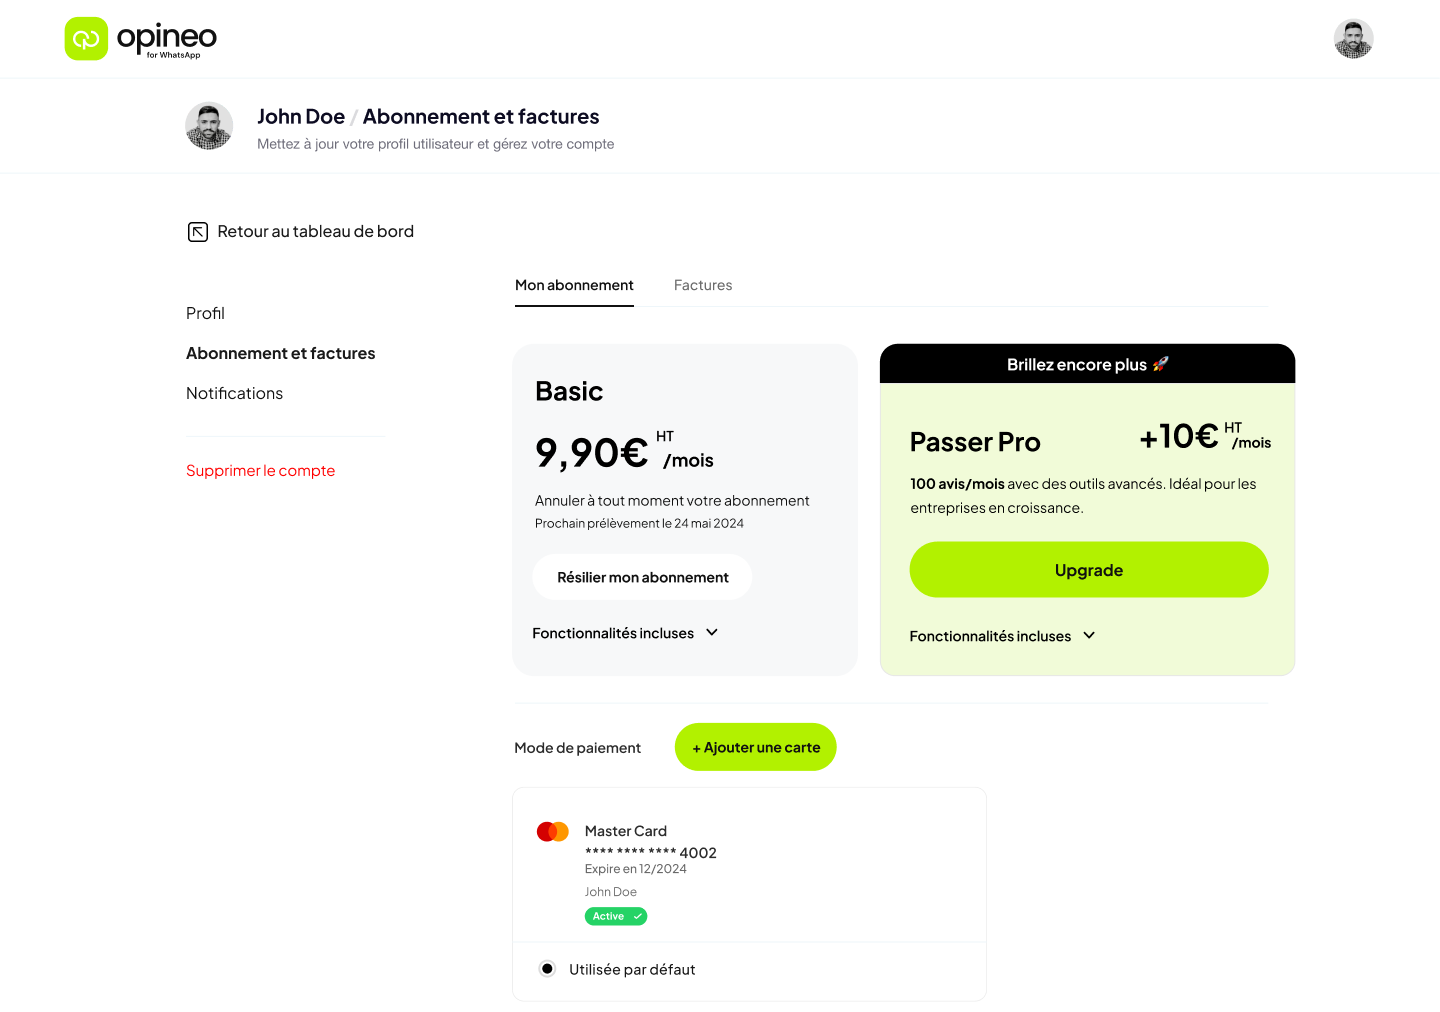 opineo
for WhatsApp
John Doe / Abonnement et factures
Mettez à jour votre profil utilisateur et gérez votre compte
Retour au tableau de bord
Profil
Abonnement et factures
Notifications
Supprimer le compte
Mon abonnement
Factures
Basic
9,90€ HT /mois
Annuler à tout moment votre abonnement
Prochain prélèvement le 24 mai 2024
Résilier mon abonnement
Fonctionnalités incluses
Brillez encore plus 🚀
Passer Pro
+10€ HT /mois
100 avis/mois avec des outils avancés. Idéal pour les
entreprises en croissance.
Upgrade
Fonctionnalités incluses
Mode de paiement
+ Ajouter une carte
Master Card
**** **** **** 4002
Expire en 12/2024
John Doe
Active
Utilisée par défaut